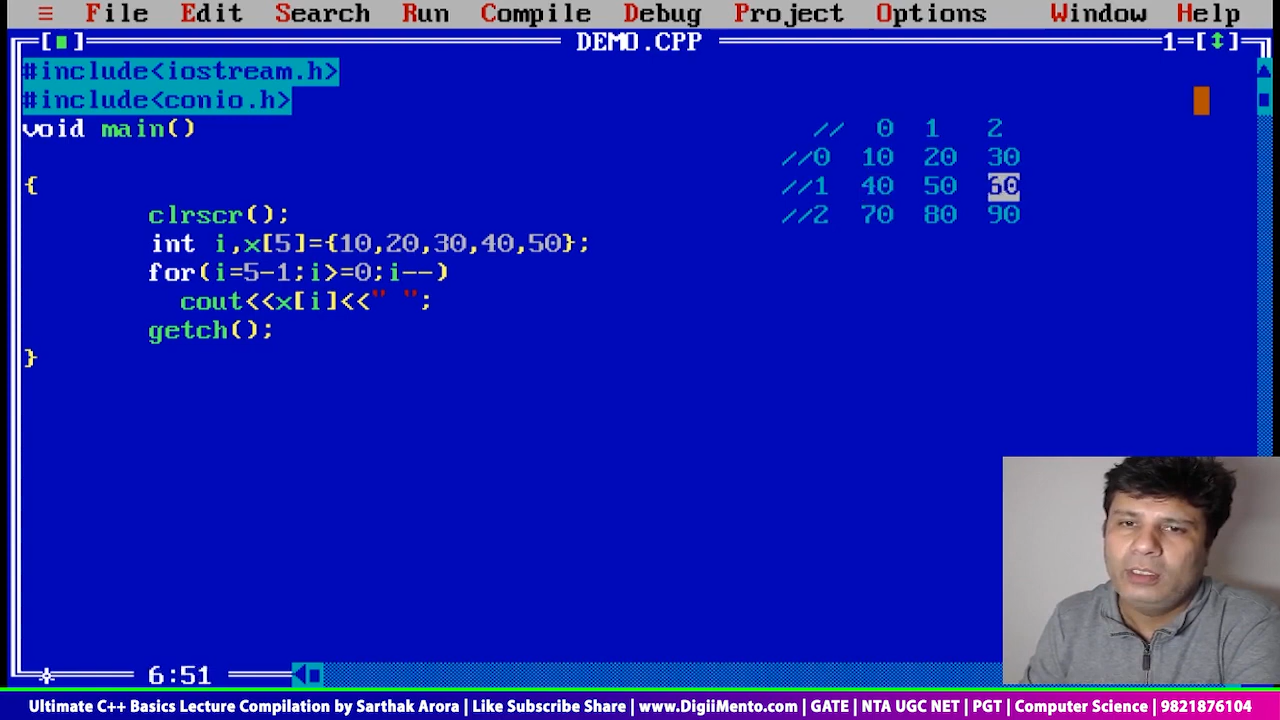 ≡ File Edit Search Run Compile Debug Project Options Window Help
[■] DEMO.CPP 1=[↕]
#include<iostream.h>
#include<conio.h>
void main() // 0 1 2
//0 10 20 30
{ //1 40 50 60
clrscr(); //2 70 80 90
int i,x[5]={10,20,30,40,50};
for(i=5-1;i>=0;i--)
cout<<x[i]<<" ";
getch();
}
6:51
Ultimate C++ Basics Lecture Compilation by Sarthak Arora | Like Subscribe Share | www.DigiiMento.com | GATE | NTA UGC NET | PGT | Computer Science | 9821876104